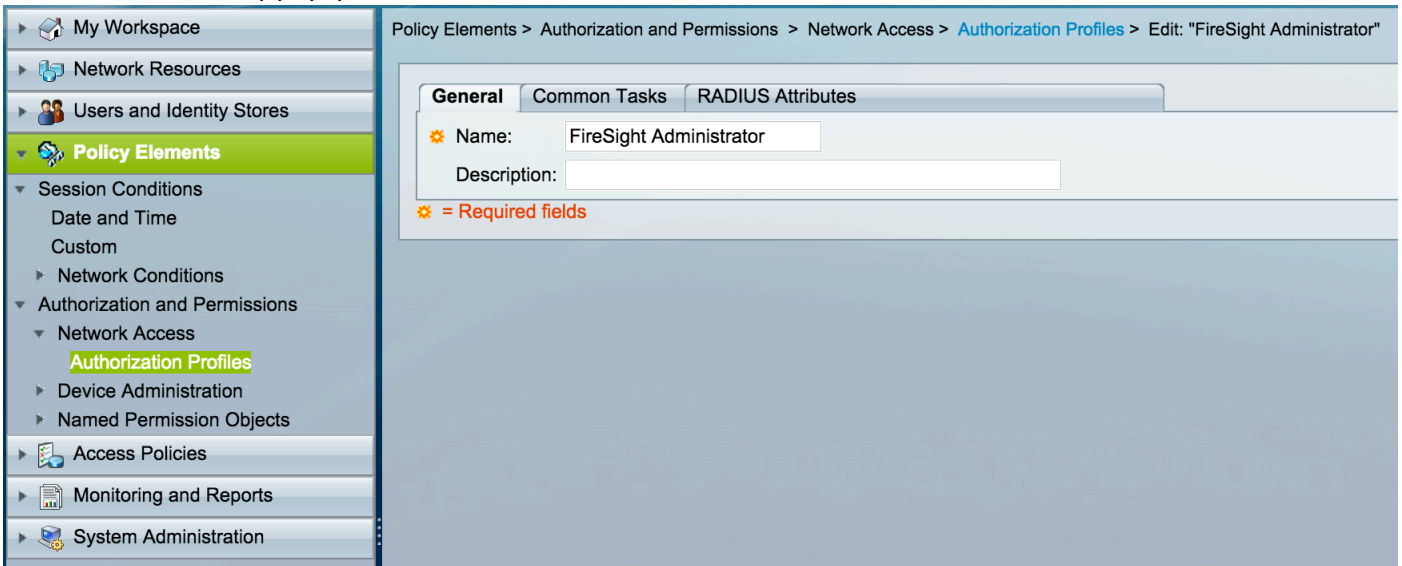 My Workspace
Network Resources
Users and Identity Stores
Policy Elements
Session Conditions
Date and Time
Custom
Network Conditions
Authorization and Permissions
Network Access
Authorization Profiles
Device Administration
Named Permission Objects
Access Policies
Monitoring and Reports
System Administration
Policy Elements > Authorization and Permissions > Network Access > Authorization Profiles > Edit: "FireSight Administrator"
General Common Tasks RADIUS Attributes
Name: FireSight Administrator
Description:
= Required fields